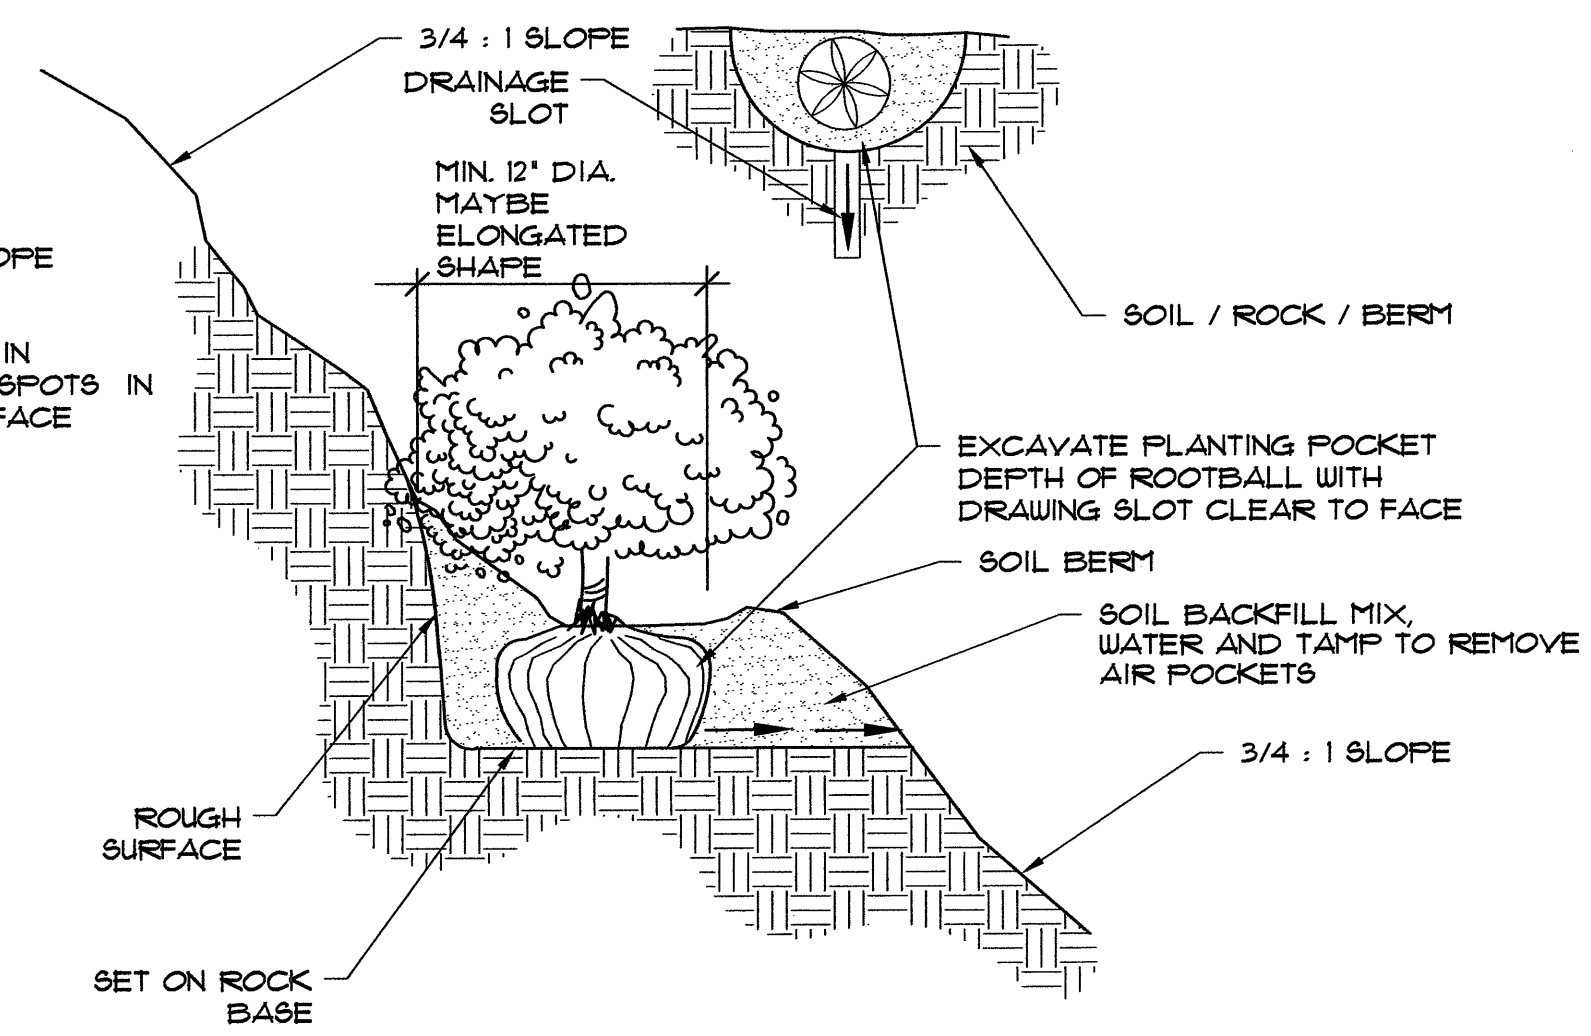 3/4 : 1 SLOPE
DRAINAGE
SLOT
MIN. 12" DIA.
MAYBE
ELONGATED
SHAPE
OPE
IN
SPOTS IN
FACE
SOIL / ROCK / BERM
EXCAVATE PLANTING POCKET
DEPTH OF ROOTBALL WITH
DRAWING SLOT CLEAR TO FACE
SOIL BERM
SOIL BACKFILL MIX,
WATER AND TAMP TO REMOVE
AIR POCKETS
3/4 : 1 SLOPE
ROUGH
SURFACE
SET ON ROCK
BASE